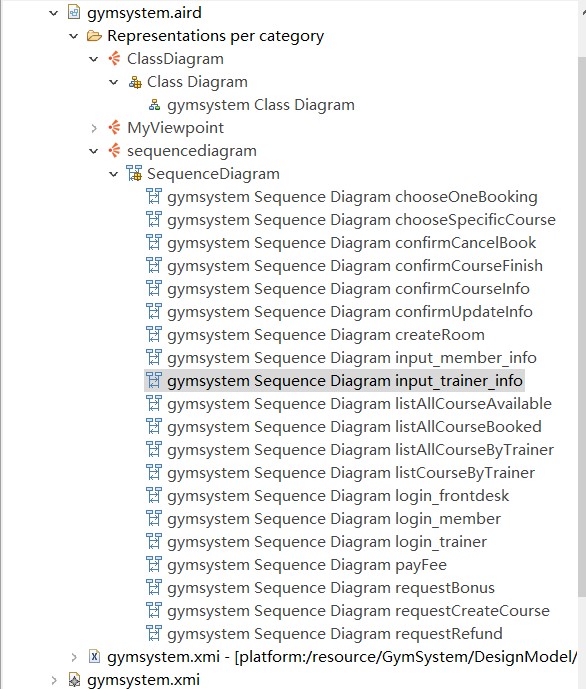 gymsystem.aird
Representations per category
ClassDiagram
Class Diagram
gymsystem Class Diagram
MyViewpoint
sequencediagram
SequenceDiagram
gymsystem Sequence Diagram chooseOneBooking
gymsystem Sequence Diagram chooseSpecificCourse
gymsystem Sequence Diagram confirmCancelBook
gymsystem Sequence Diagram confirmCourseFinish
gymsystem Sequence Diagram confirmCourseInfo
gymsystem Sequence Diagram confirmUpdateInfo
gymsystem Sequence Diagram createRoom
gymsystem Sequence Diagram input_member_info
gymsystem Sequence Diagram input_trainer_info
gymsystem Sequence Diagram listAllCourseAvailable
gymsystem Sequence Diagram listAllCourseBooked
gymsystem Sequence Diagram listAllCourseByTrainer
gymsystem Sequence Diagram listCourseByTrainer
gymsystem Sequence Diagram login_frontdesk
gymsystem Sequence Diagram login_member
gymsystem Sequence Diagram login_trainer
gymsystem Sequence Diagram payFee
gymsystem Sequence Diagram requestBonus
gymsystem Sequence Diagram requestCreateCourse
gymsystem Sequence Diagram requestRefund
gymsystem.xmi - [platform:/resource/GymSystem/DesignModel/
gymsystem.xmi